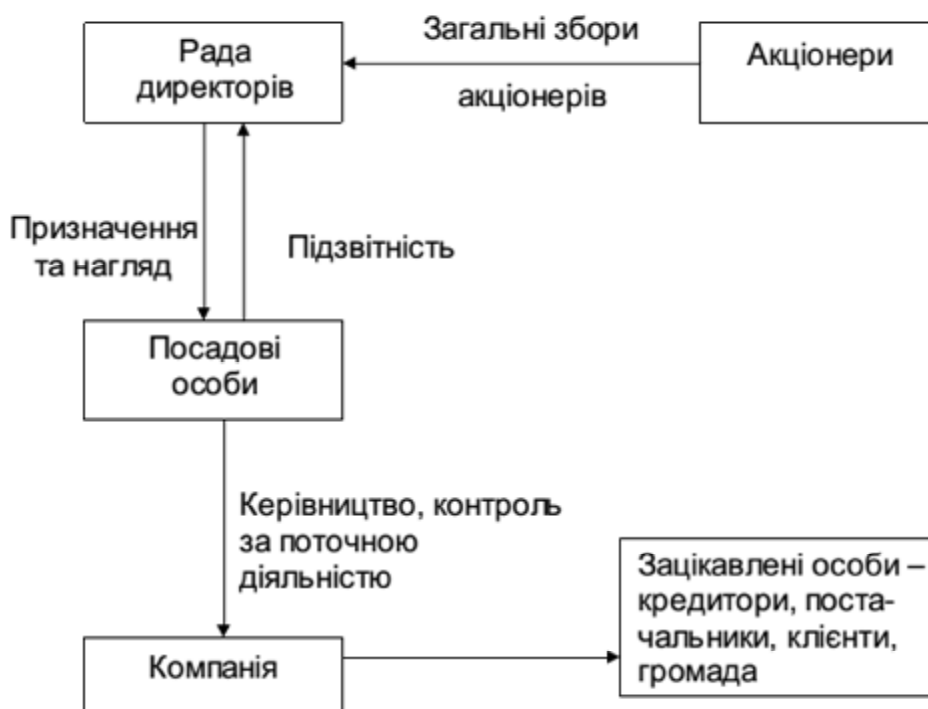 Рада
директорів
Загальні збори
акціонерів
Акціонери
Призначення
та нагляд
Підзвітність
Посадові
особи
Керівництво, контроль
за поточною
діяльністю
Компанія
Зацікавлені особи –
кредитори, поста-
чальники, клієнти,
громада